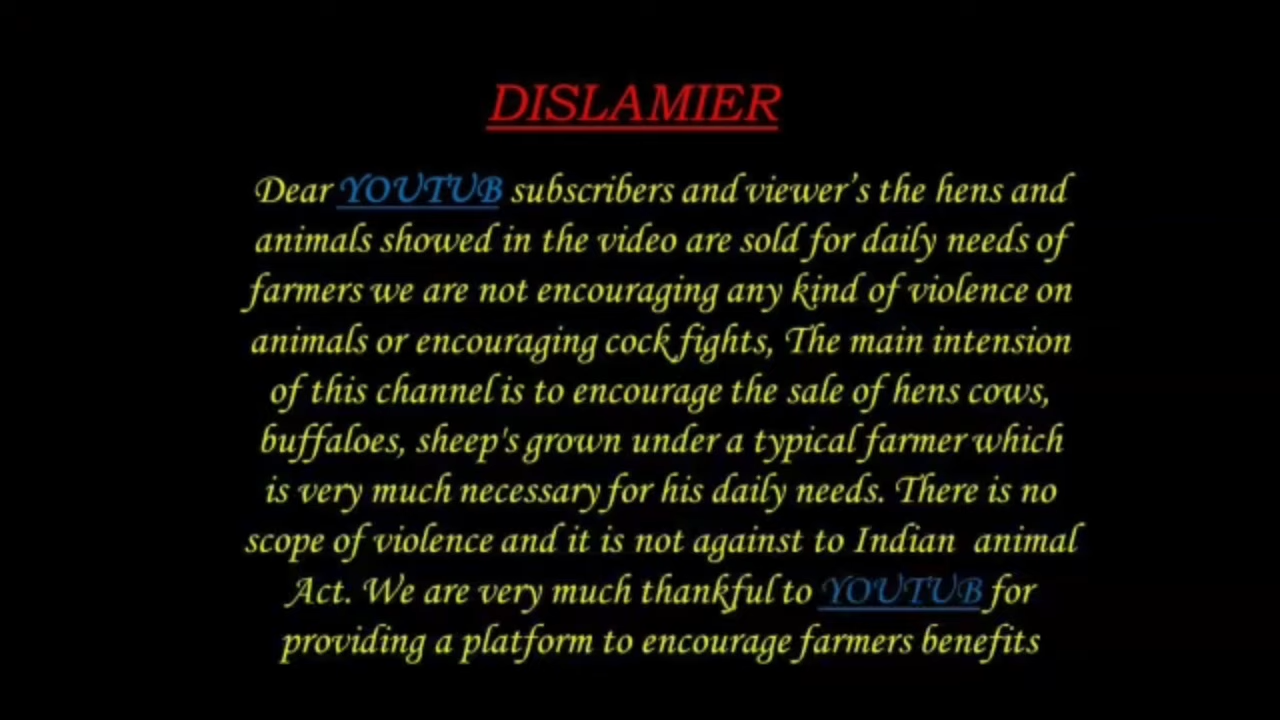 DISLAMIER
Dear YOUTUB subscribers and viewer's the hens and
animals showed in the video are sold for daily needs of
farmers we are not encouraging any kind of violence on
animals or encouraging cock fights, The main intension
of this channel is to encourage the sale of hens cows,
buffaloes, sheep's grown under a typical farmer which
is very much necessary for his daily needs. There is no
scope of violence and it is not against to Indian animal
Act. We are very much thankful to YOUTUB for
providing a platform to encourage farmers benefits